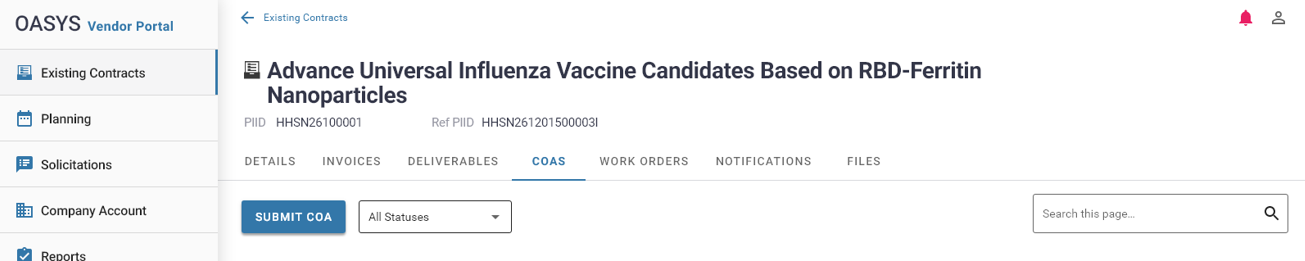 OASYS Vendor Portal
Existing Contracts
Existing Contracts
Planning
Solicitations
Company Account
Reports
Advance Universal Influenza Vaccine Candidates Based on RBD-Ferritin
Nanoparticles
PIID HHSN26100001 Ref PIID HHSN261201500003I
DETAILS INVOICES DELIVERABLES COAS WORK ORDERS NOTIFICATIONS FILES
SUBMIT COA All Statuses Search this page...